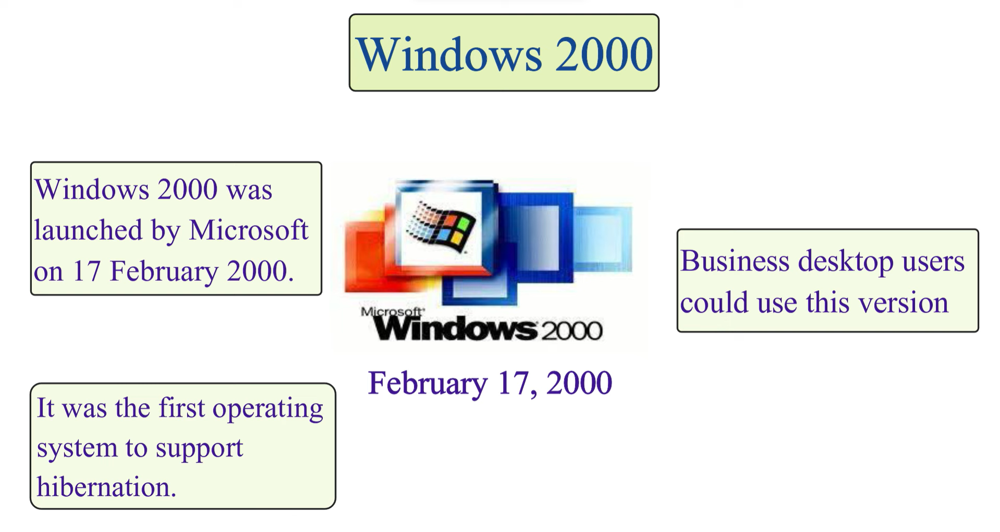 Windows 2000
Windows 2000 was
launched by Microsoft
on 17 February 2000.
Microsoft®
Windows 2000
February 17, 2000
Business desktop users
could use this version
It was the first operating
system to support
hibernation.